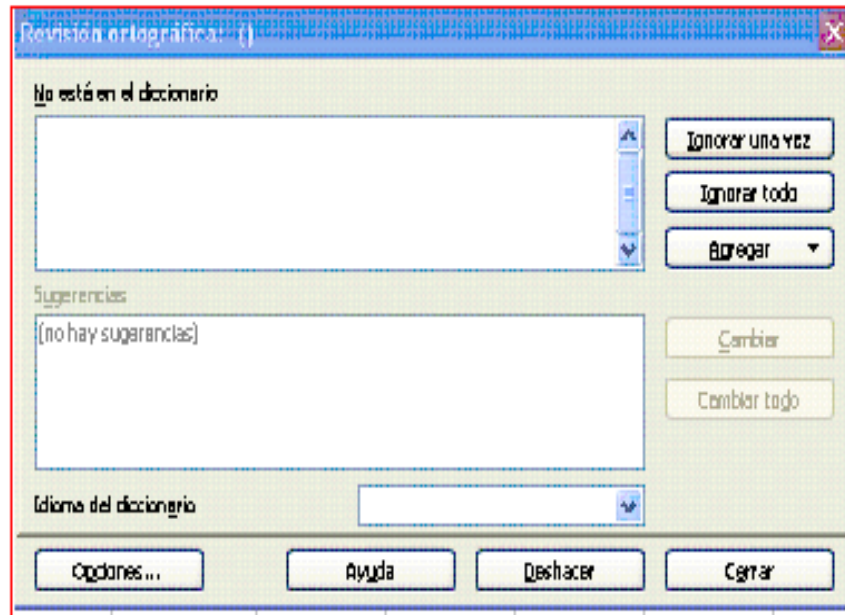 Revisión ortográfica: ()
No está en el diccionario
Ignorar una vez
Ignorar todo
Agregar
Sugerencias
(no hay sugerencias)
Cambiar
Cambiar todo
Idioma del diccionario
Opciones...
Ayuda
Deshacer
Cerrar